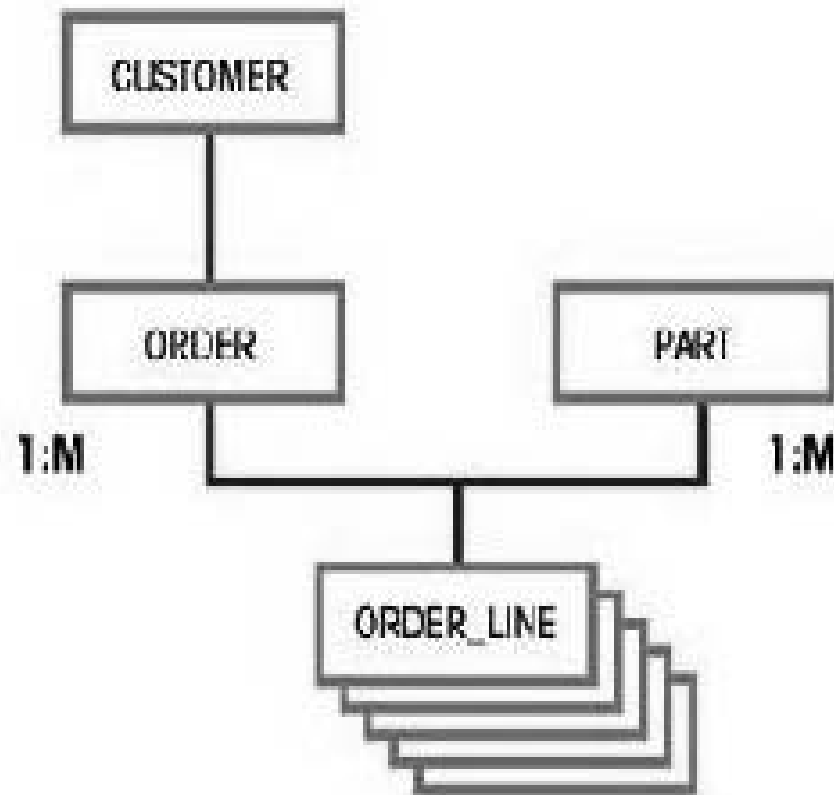 CUSTOMER
ORDER
PART
1:M
1:M
ORDER_LINE